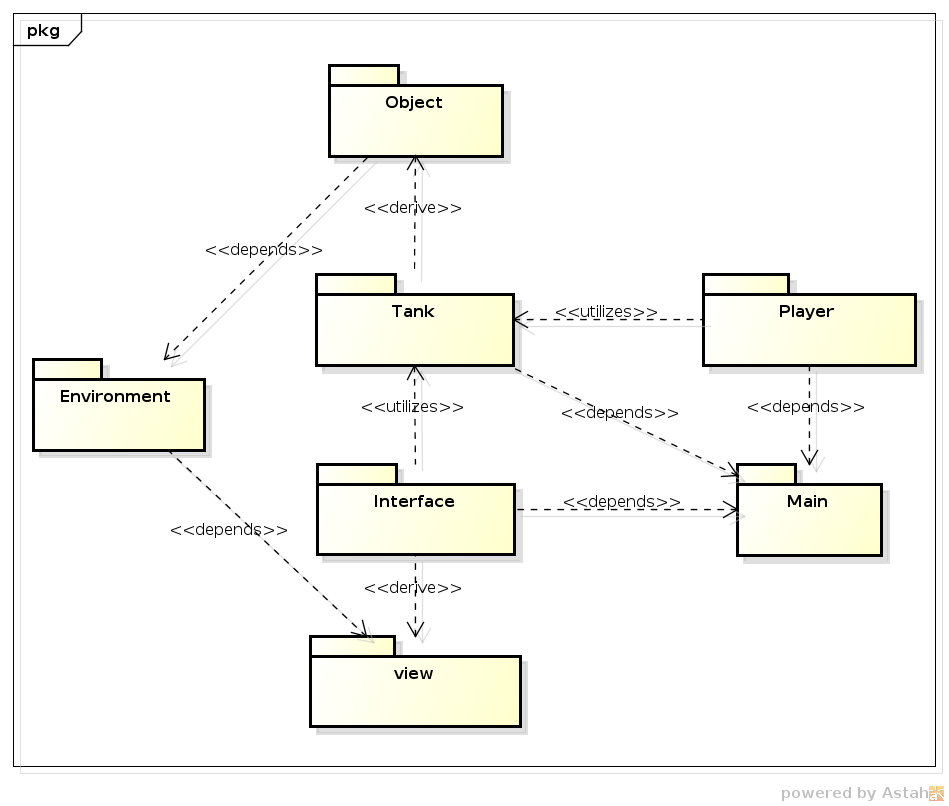 pkg
Object
<<derive>>
<<depends>>
Tank
<<utilizes>>
Player
Environment
<<utilizes>>
<<depends>>
<<depends>>
Interface
<<depends>>
Main
<<depends>>
<<derive>>
view
powered by Astah